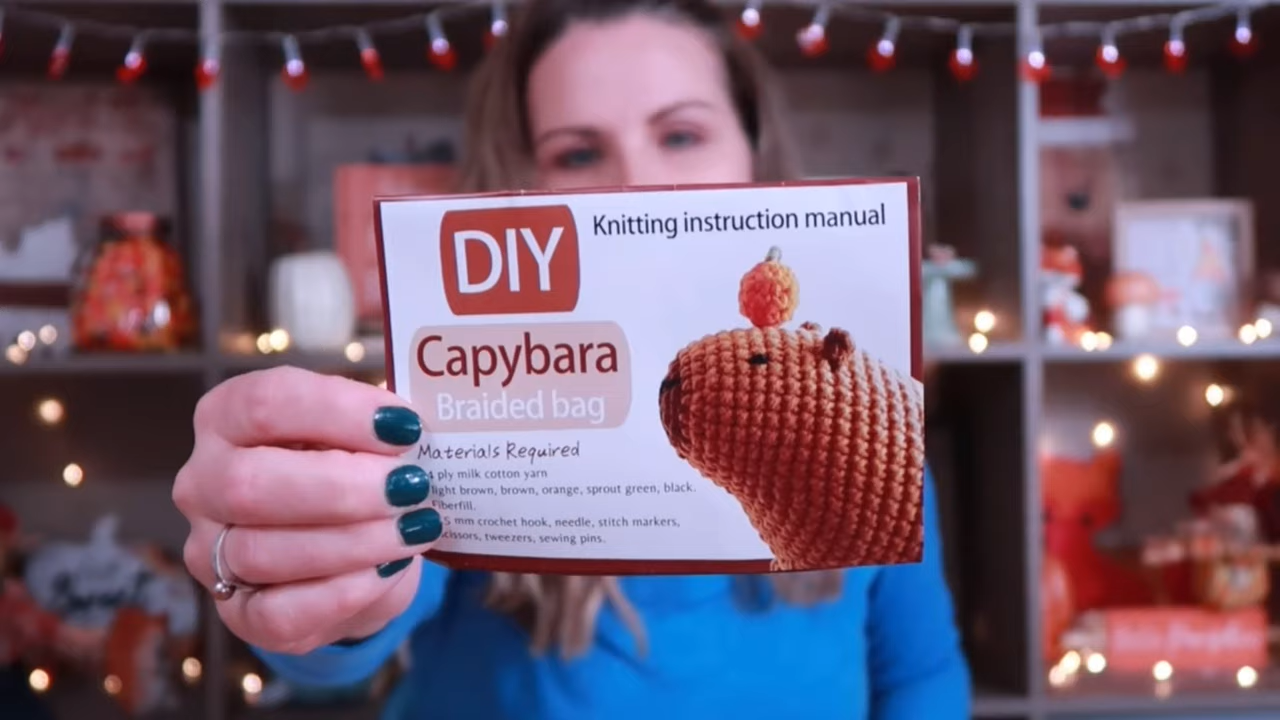 DIY
Knitting instruction manual
Capybara
Braided bag
Materials Required
ply milk cotton yarn
light brown, brown, orange, sprout green, black.
Fiberfill.
5 mm crochet hook, needle, stitch markers,
scissors, tweezers, sewing pins.